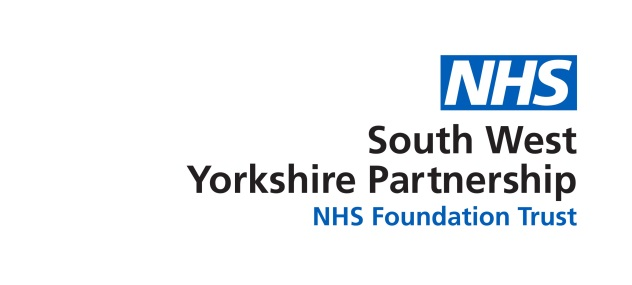 NHS
South West
Yorkshire Partnership
NHS Foundation Trust